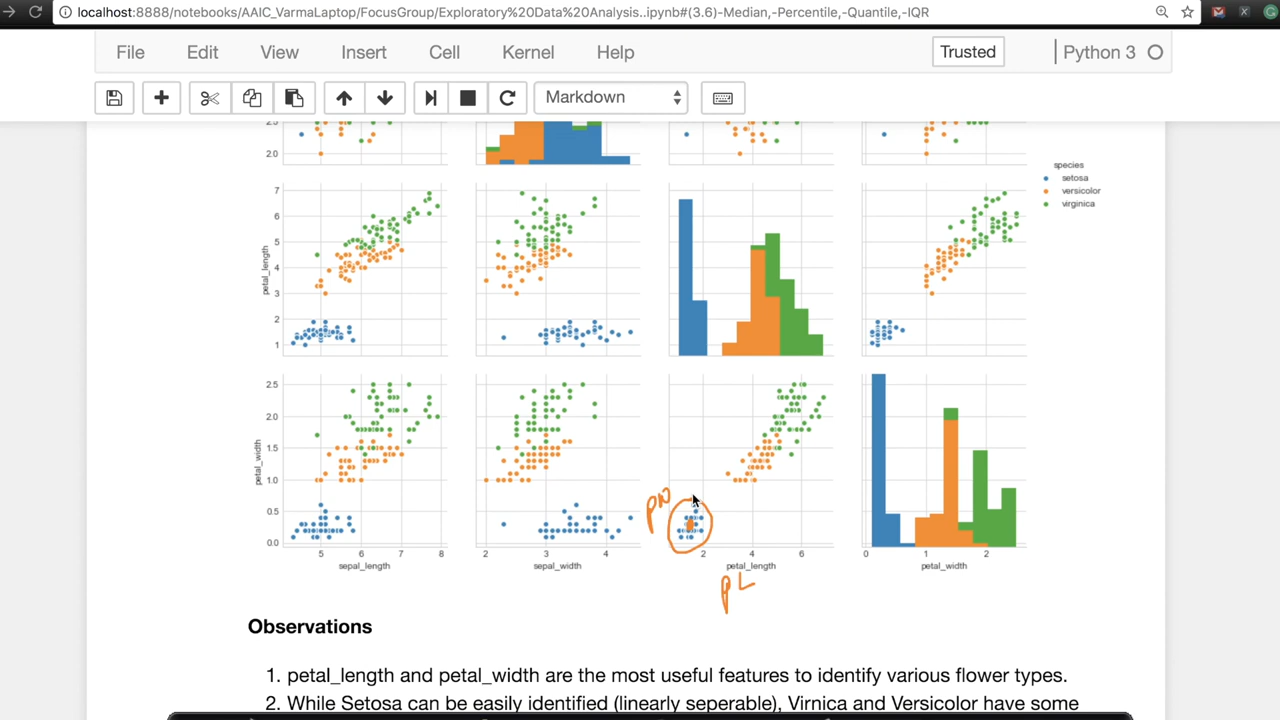 localhost:8888/notebooks/AAIC_VarmaLaptop/FocusGroup/Exploratory%20Data%20Analysis..ipynb#(3.6)-Median,-Percentile,-Quantile,-IQR
File Edit View Insert Cell Kernel Help Trusted Python 3
Markdown
2.5
2.0
species
setosa
versicolor
virginica
7
6
5
4
3
2
1
petal_length
2.5
2.0
1.5
1.0
0.5
0.0
petal_width
PW
5 6 7 8 2 3 4 2 4 6 0 1 2
sepal_length sepal_width petal_length petal_width
PL
Observations
1. petal_length and petal_width are the most useful features to identify various flower types.
2. While Setosa can be easily identified (linearly seperable), Virnica and Versicolor have some